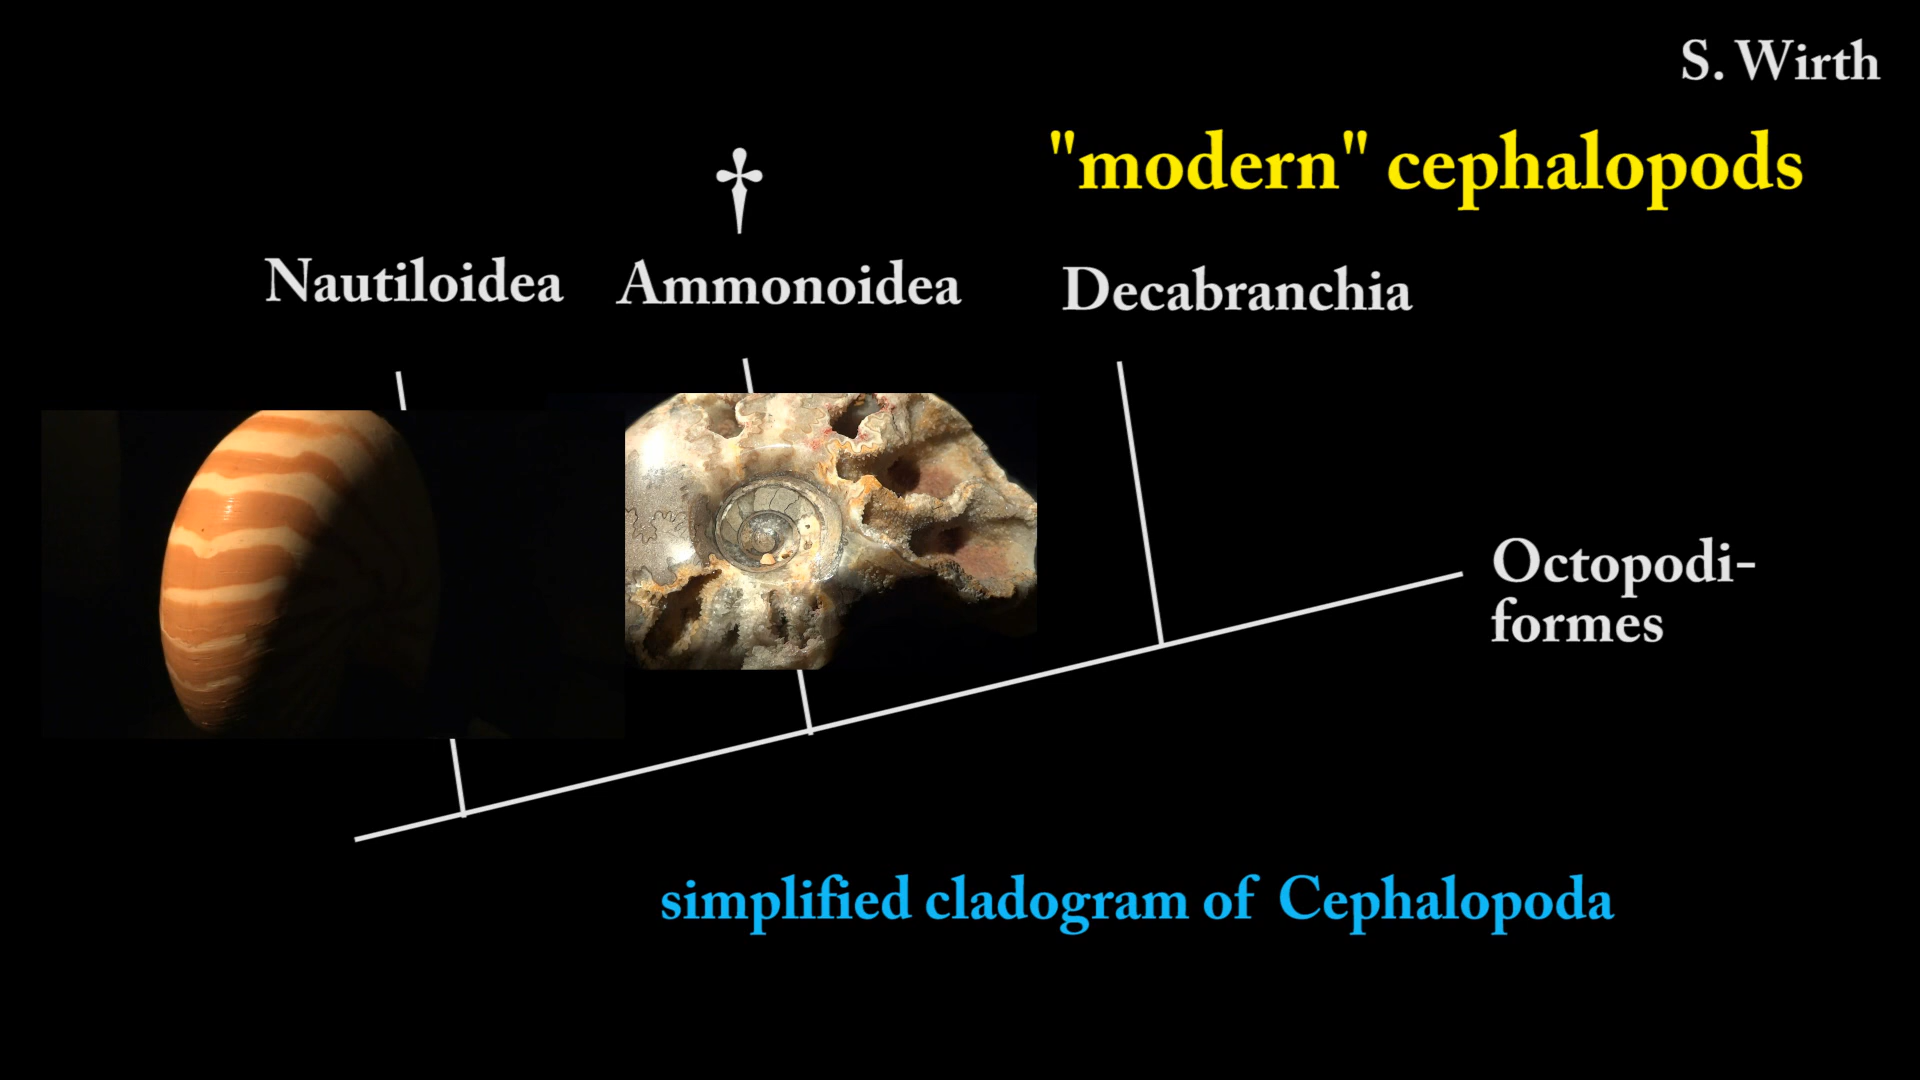 S. Wirth
"modern" cephalopods
†
Nautiloidea
Ammonoidea
Decabranchia
Octopodi-
formes
simplified cladogram of Cephalopoda